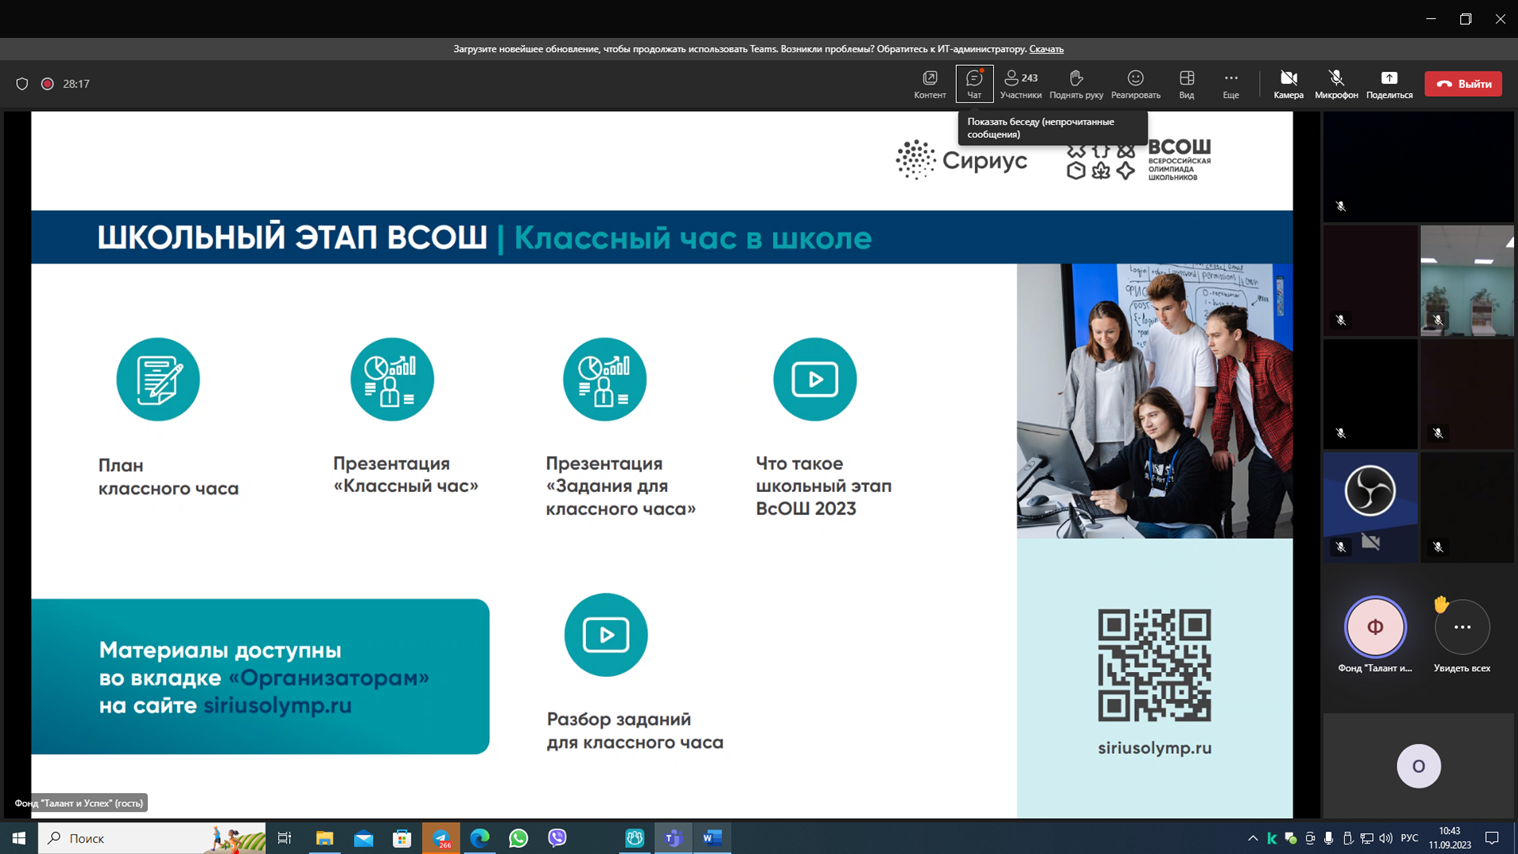 Загрузите новейшее обновление, чтобы продолжать использовать Teams. Возникли проблемы? Обратитесь к ИТ-администратору. Скачать
28:17
Контент
Чат
243
Участники
Поднять руку
Реагировать
Вид
Еще
Камера
Микрофон
Поделиться
Выйти
Показать беседу (непрочитанные
сообщения)
Сириус
ВСОШ
ВСЕРОССИЙСКАЯ
ОЛИМПИАДА
ШКОЛЬНИКОВ
ШКОЛЬНЫЙ ЭТАП ВСОШ | Классный час в школе
План
классного часа
Презентация
«Классный час»
Презентация
«Задания для
классного часа»
Что такое
школьный этап
ВсОШ 2023
Материалы доступны
во вкладке «Организаторам»
на сайте siriusolymp.ru
Разбор заданий
для классного часа
siriusolymp.ru
Ф
Фонд "Талант и...
Увидеть всех
О
Фонд "Талант и Успех" (гость)
Поиск
266
РУС
10:43
11.09.2023